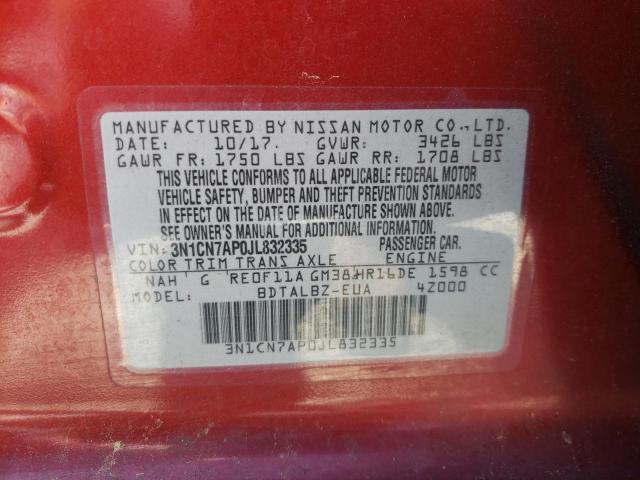 MANUFACTURED BY NISSAN MOTOR CO.,LTD.
DATE: 10/17. GVWR: 3426 LBS
GAWR FR: 1750 LBS GAWR RR: 1708 LBS
THIS VEHICLE CONFORMS TO ALL APPLICABLE FEDERAL MOTOR
VEHICLE SAFETY, BUMPER AND THEFT PREVENTION STANDARDS
IN EFFECT ON THE DATE OF MANUFACTURE SHOWN ABOVE.
SEE OWNER'S MANUAL FOR ADDITIONAL INFORMATION.
VIN: 3N1CN7AP0JL832335 PASSENGER CAR.
COLOR TRIM TRANS AXLE ENGINE
NAH G RE0F11A GM38 HR16DE 1598 CC
BDTALBZ-EUA 4Z000
3N1CN7AP0JL832335